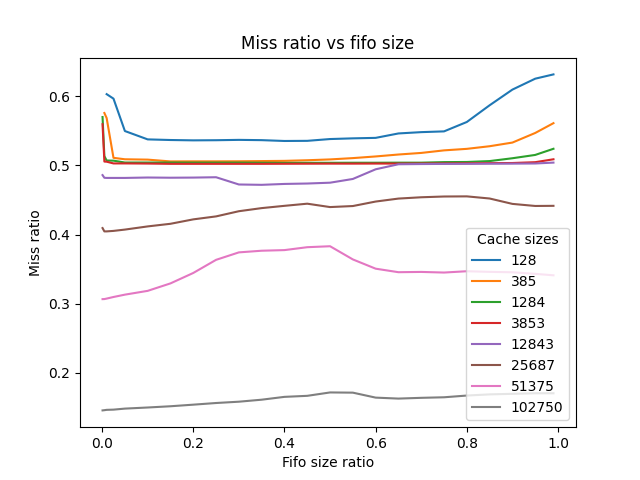 Miss ratio vs fifo size
Miss ratio
0.6
0.5
0.4
0.3
0.2
Cache sizes
128
385
1284
3853
12843
25687
51375
102750
0.0 0.2 0.4 0.6 0.8 1.0
Fifo size ratio